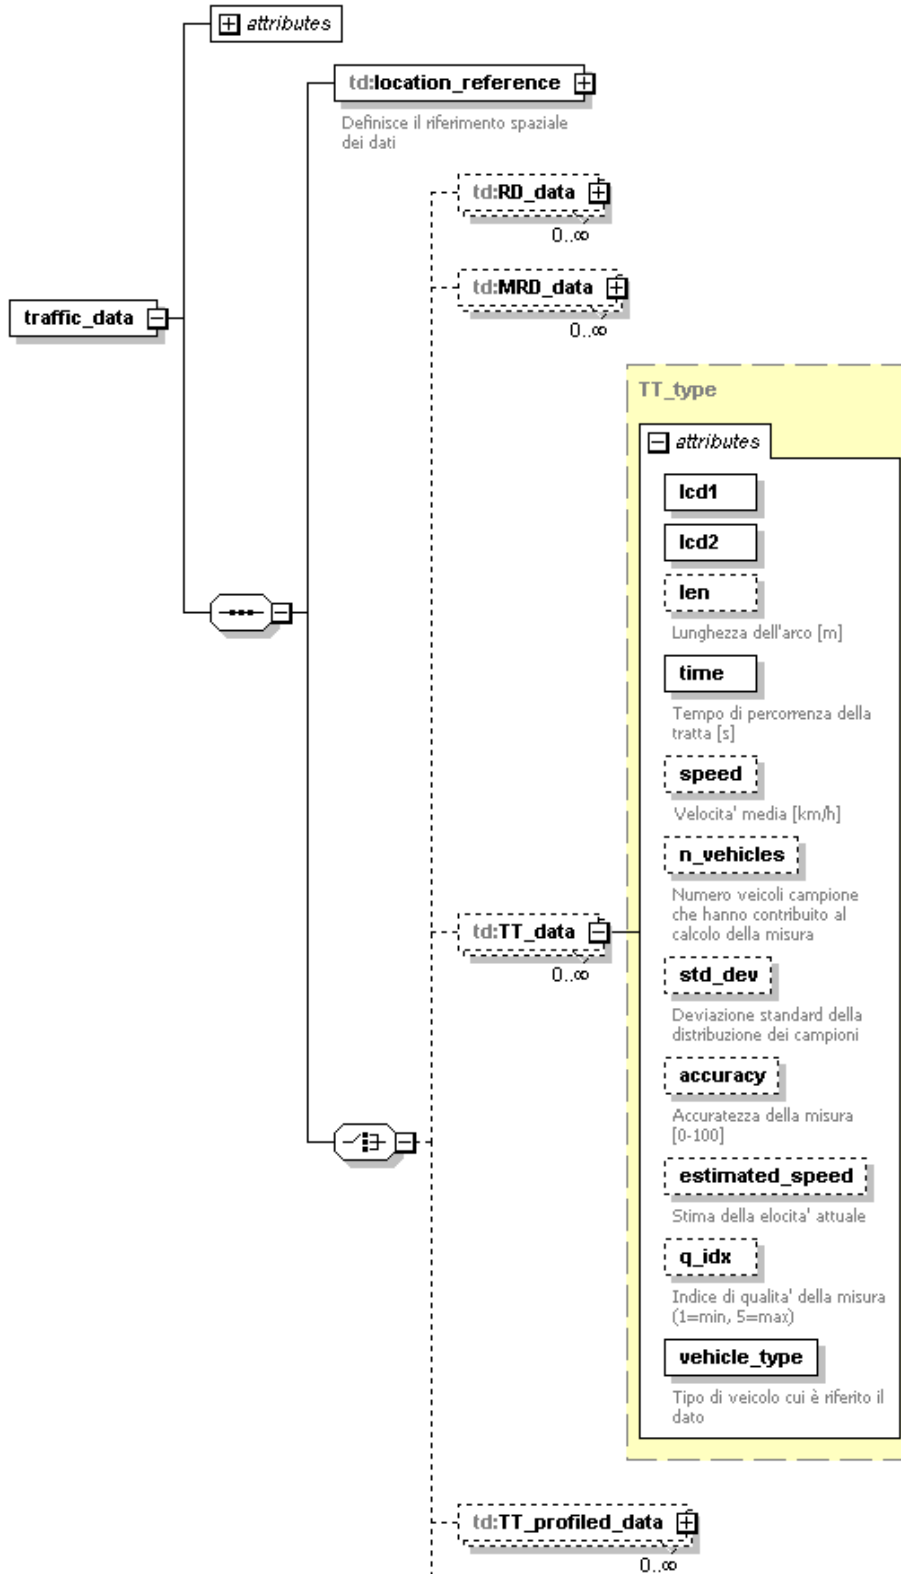 attributes
td:location_reference
Definisce il riferimento spaziale
dei dati
td:RD_data
0..∞
td:MRD_data
0..∞
traffic_data
TT_type
attributes
lcd1
lcd2
len
Lunghezza dell'arco [m]
time
Tempo di percorrenza della
tratta [s]
speed
Velocita' media [km/h]
n_vehicles
Numero veicoli campione
che hanno contribuito al
calcolo della misura
td:TT_data
0..∞
std_dev
Deviazione standard della
distribuzione dei campioni
accuracy
Accuratezza della misura
[0-100]
estimated_speed
Stima della elocita' attuale
q_idx
Indice di qualita' della misura
(1=min, 5=max)
vehicle_type
Tipo di veicolo cui è riferito il
dato
td:TT_profiled_data
0..∞